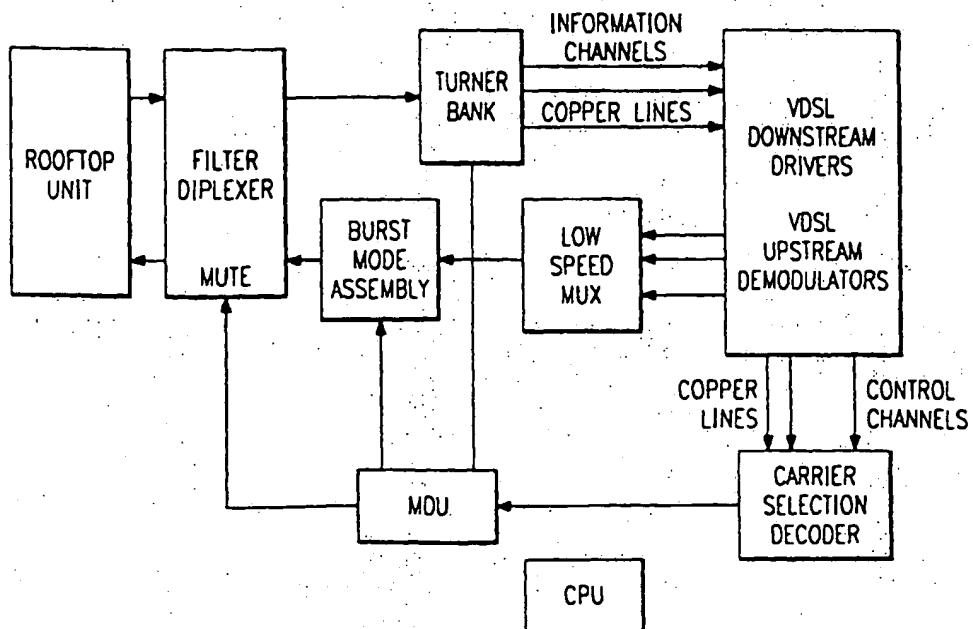 INFORMATION
CHANNELS
TURNER
BANK
COPPER LINES
VDSL
DOWNSTREAM
DRIVERS
ROOFTOP
UNIT
FILTER
DIPLEXER
MUTE
BURST
MODE
ASSEMBLY
LOW
SPEED
MUX
VDSL
UPSTREAM
DEMODULATORS
COPPER
LINES
CONTROL
CHANNELS
MDU
CARRIER
SELECTION
DECODER
CPU